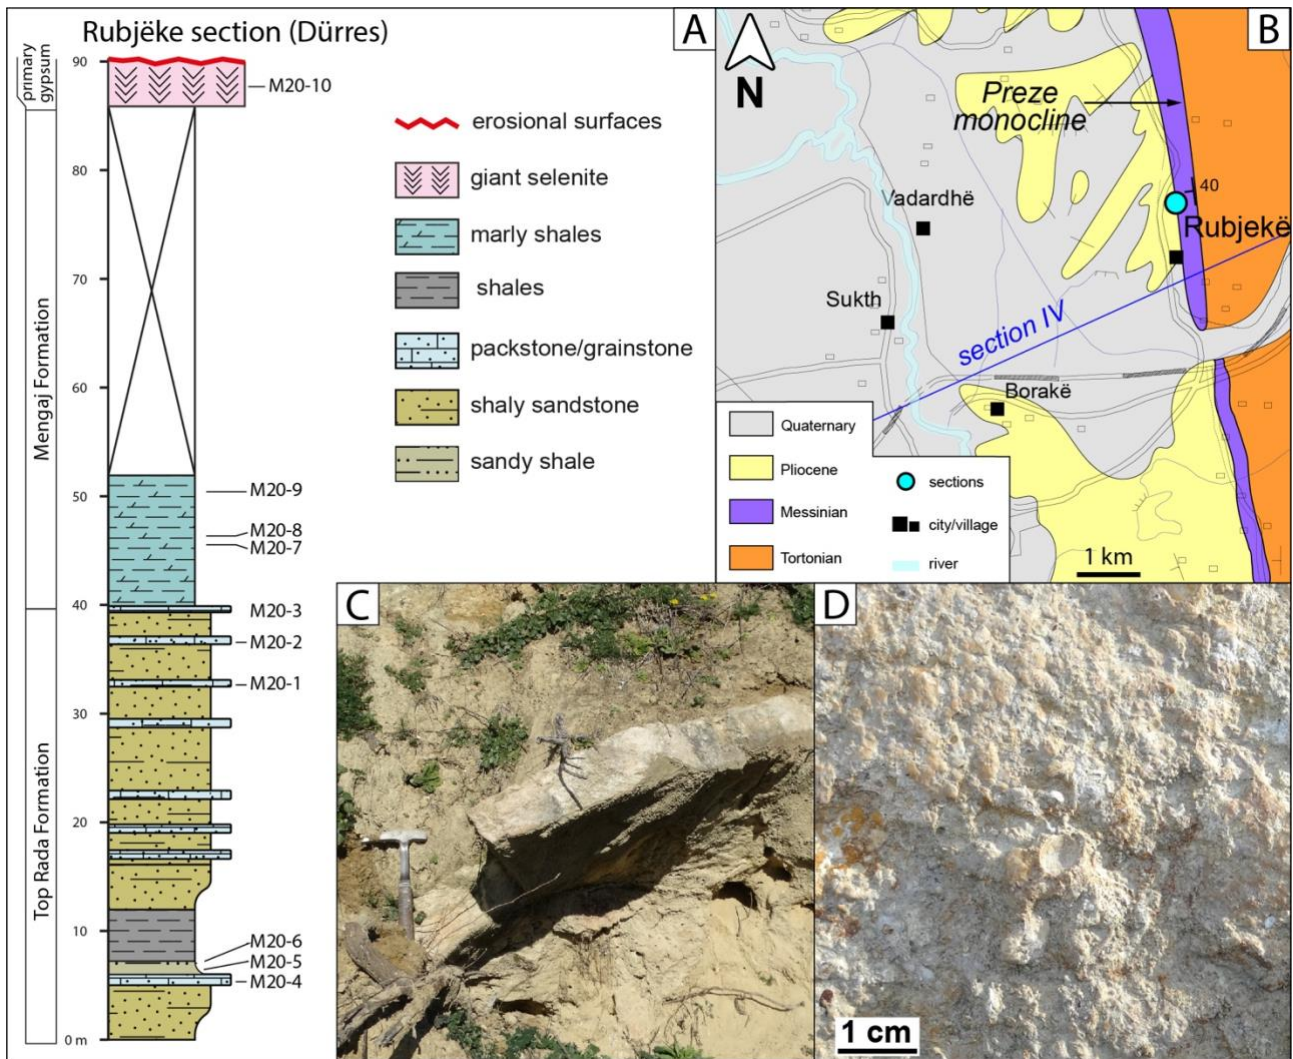 Rubjëke section (Dürres)
A
primary
gypsum
Mengaj Formation
Top Rada Formation
90
80
70
60
50
40
30
20
10
0 m
M20-10
M20-9
M20-8
M20-7
M20-3
M20-2
M20-1
M20-6
M20-5
M20-4
erosional surfaces
giant selenite
marly shales
shales
packstone/grainstone
shaly sandstone
sandy shale
B
N
Preze
monocline
40
Vadardhë
Rubjekë
Sukth
section IV
Borakë
Quaternary
Pliocene
Messinian
Tortonian
sections
city/village
river
1 km
C
D
1 cm